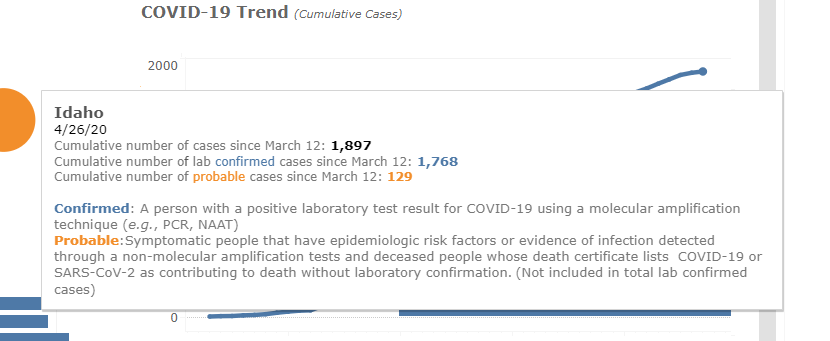 COVID-19 Trend (Cumulative Cases)
2000
Idaho
4/26/20
Cumulative number of cases since March 12: 1,897
Cumulative number of lab confirmed cases since March 12: 1,768
Cumulative number of probable cases since March 12: 129
Confirmed: A person with a positive laboratory test result for COVID-19 using a molecular amplification
technique (e.g., PCR, NAAT)
Probable:Symptomatic people that have epidemiologic risk factors or evidence of infection detected
through a non-molecular amplification tests and deceased people whose death certificate lists  COVID-19 or
SARS-CoV-2 as contributing to death without laboratory confirmation. (Not included in total lab confirmed
cases)
0